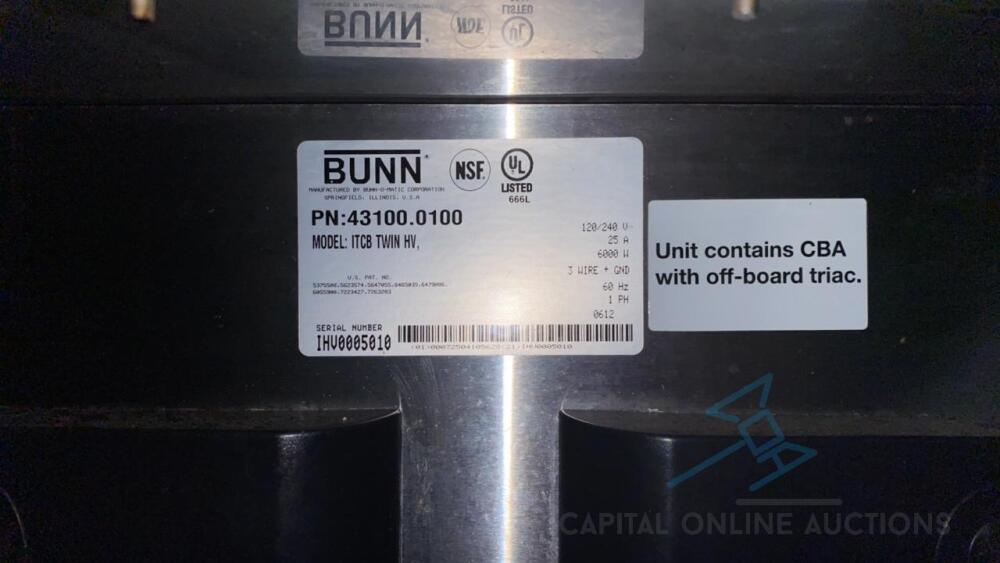 BUNN
NSF
UL
LISTED
666L
MANUFACTURED BY BUNN-O-MATIC CORPORATION
SPRINGFIELD, ILLINOIS, U.S.A
PN:43100.0100
MODEL: ITCB TWIN HV,
120/240 V~
25 A
6000 W
3 WIRE + GND
60 Hz
1 PH
0612
U.S. PAT. NO.
SERIAL NUMBER
IHV0005010
Unit contains CBA
with off-board triac.
CAPITAL ONLINE AUCTIONS